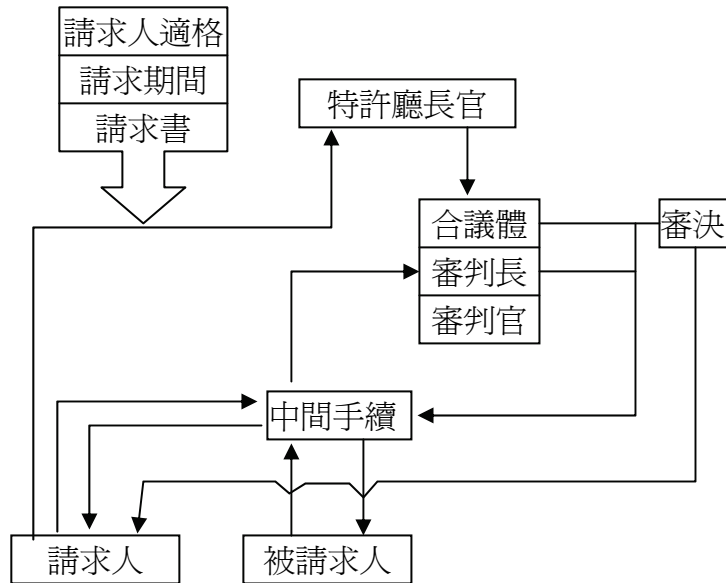 請求人適格
請求期間
請求書
特許廳長官
合議體
審判長
審判官
審決
中間手續
請求人
被請求人